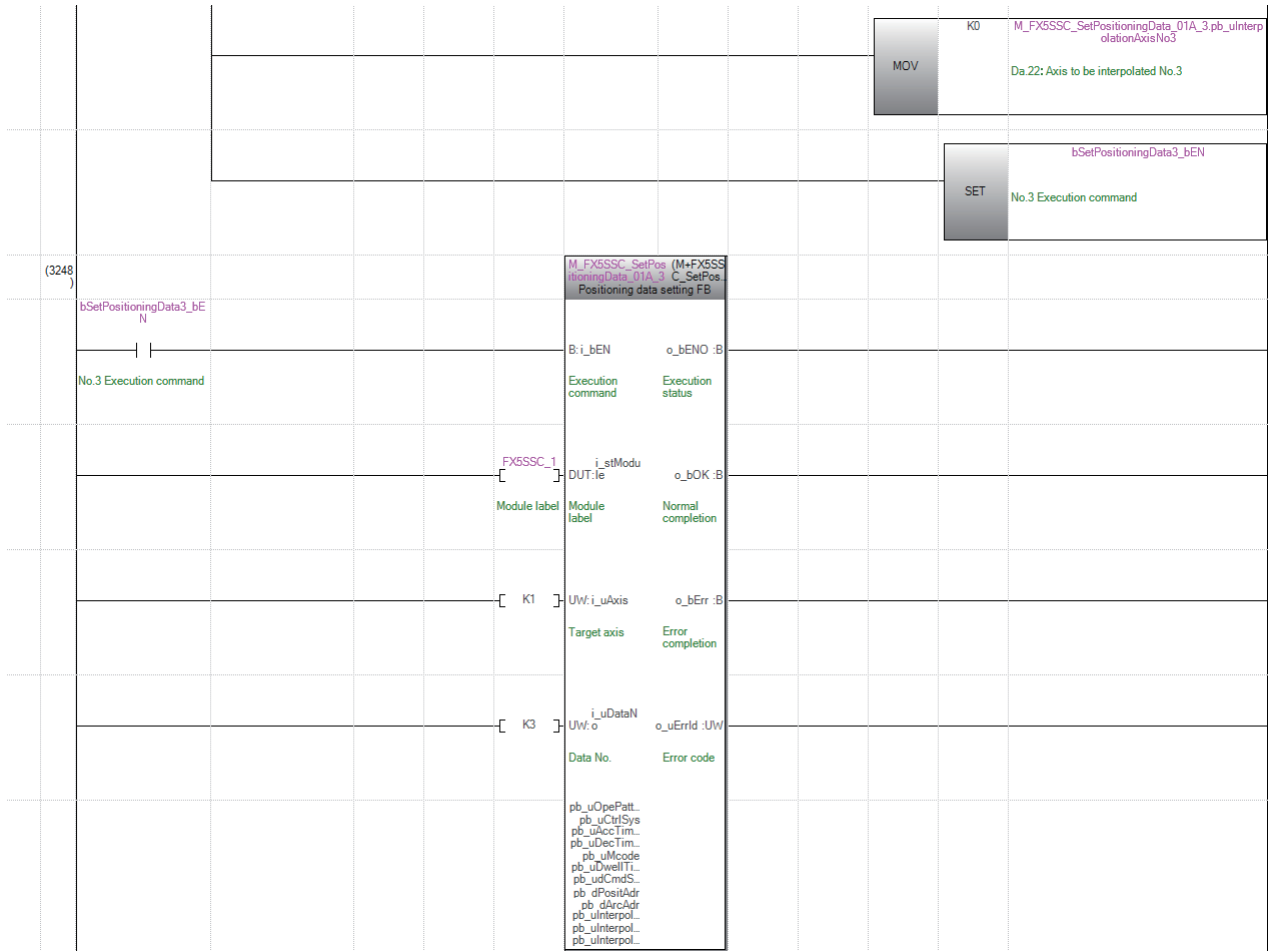 K0
M_FX5SSC_SetPositioningData_01A_3.pb_uInterp
olationAxisNo3
MOV
Da.22: Axis to be interpolated No.3
bSetPositioningData3_bEN
SET
No.3 Execution command
(3248
)
M_FX5SSC_SetPos (M+FX5SS
itioningData_01A_3 C_SetPos..
Positioning data setting FB
bSetPositioningData3_bE
N
B: i_bEN
o_bENO :B
No.3 Execution command
Execution
command
Execution
status
FX5SSC_1
i_stModu
DUT:le
o_bOK :B
Module label
Module
label
Normal
completion
K1
UW: i_uAxis
o_bErr :B
Target axis
Error
completion
K3
i_uDataN
UW: o
o_uErrId :UW
Data No.
Error code
pb_uOpePatt...
pb_uCtrlSys
pb_uAccTim...
pb_uDecTim...
pb_uMcode
pb_uDwellTi...
pb_udCmdS...
pb_dPositAdr
pb_dArcAdr
pb_uInterpol...
pb_uInterpol...
pb_uInterpol...